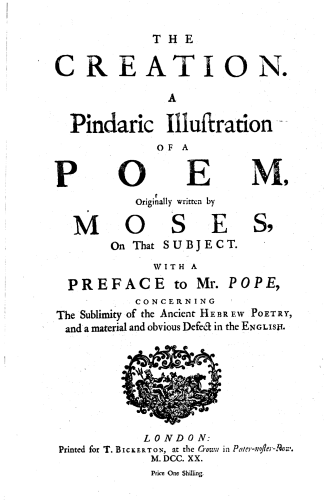 THE
CREATION.
A
Pindaric Illuſtration
OF A
POEM,
Originally written by
MOSES,
On That SUBJECT.
WITH A
PREFACE to Mr. POPE,
CONCERNING
The Sublimity of the Ancient HEBREW POETRY,
and a material and obvious Defect in the ENGLISH.
LONDON:
Printed for T. BICKERTON, at the Crown in Pater-noſter-Row.
M.DCC.XX.
Price One Shilling.